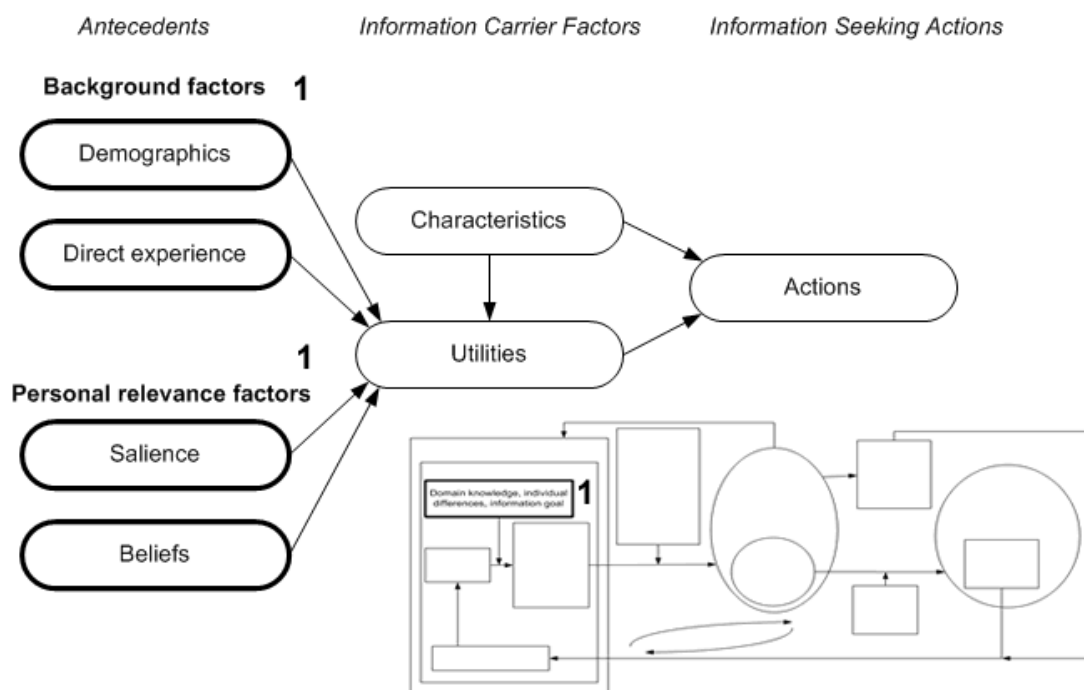 Antecedents
Information Carrier Factors
Information Seeking Actions
Background factors 1
Demographics
Direct experience
Characteristics
Actions
Utilities
1
Personal relevance factors
Salience
Beliefs
Domain knowledge, individual
differences, information goal
1